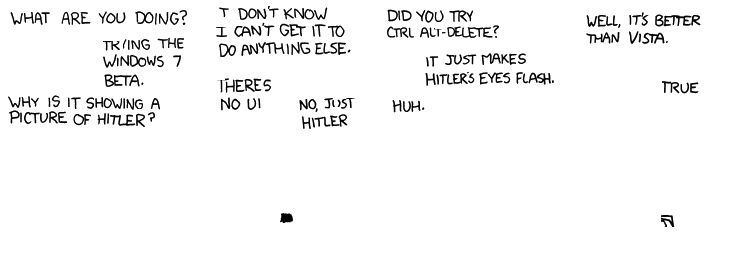 WHAT ARE YOU DOING?
TRYING THE
WINDOWS 7
BETA.
WHY IS IT SHOWING A
PICTURE OF HITLER?
I DON'T KNOW
I CAN'T GET IT TO
DO ANYTHING ELSE.
THERES
NO UI
NO, JUST
HITLER
DID YOU TRY
CTRL ALT-DELETE?
IT JUST MAKES
HITLER'S EYES FLASH.
HUH.
WELL, IT'S BETTER
THAN VISTA.
TRUE